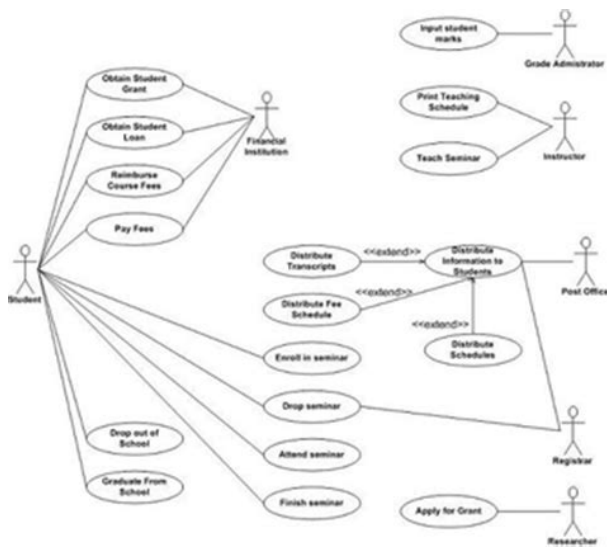 Input student
marks
Grade Admistrator
Obtain Student
Grant
Print Teaching
Schedule
Obtain Student
Loan
Financial
Institution
Teach Seminar
Instructor
Reimburse
Course Fees
Pay Fees
Student
Distribute
Transcripts
<<extend>>
Distribute
Information to
Students
Post Office
Distribute Fee
Schedule
<<extend>>
<<extend>>
Distribute
Schedules
Enroll in seminar
Drop seminar
Drop out of
School
Attend seminar
Registrar
Graduate From
School
Finish seminar
Apply for Grant
Researcher